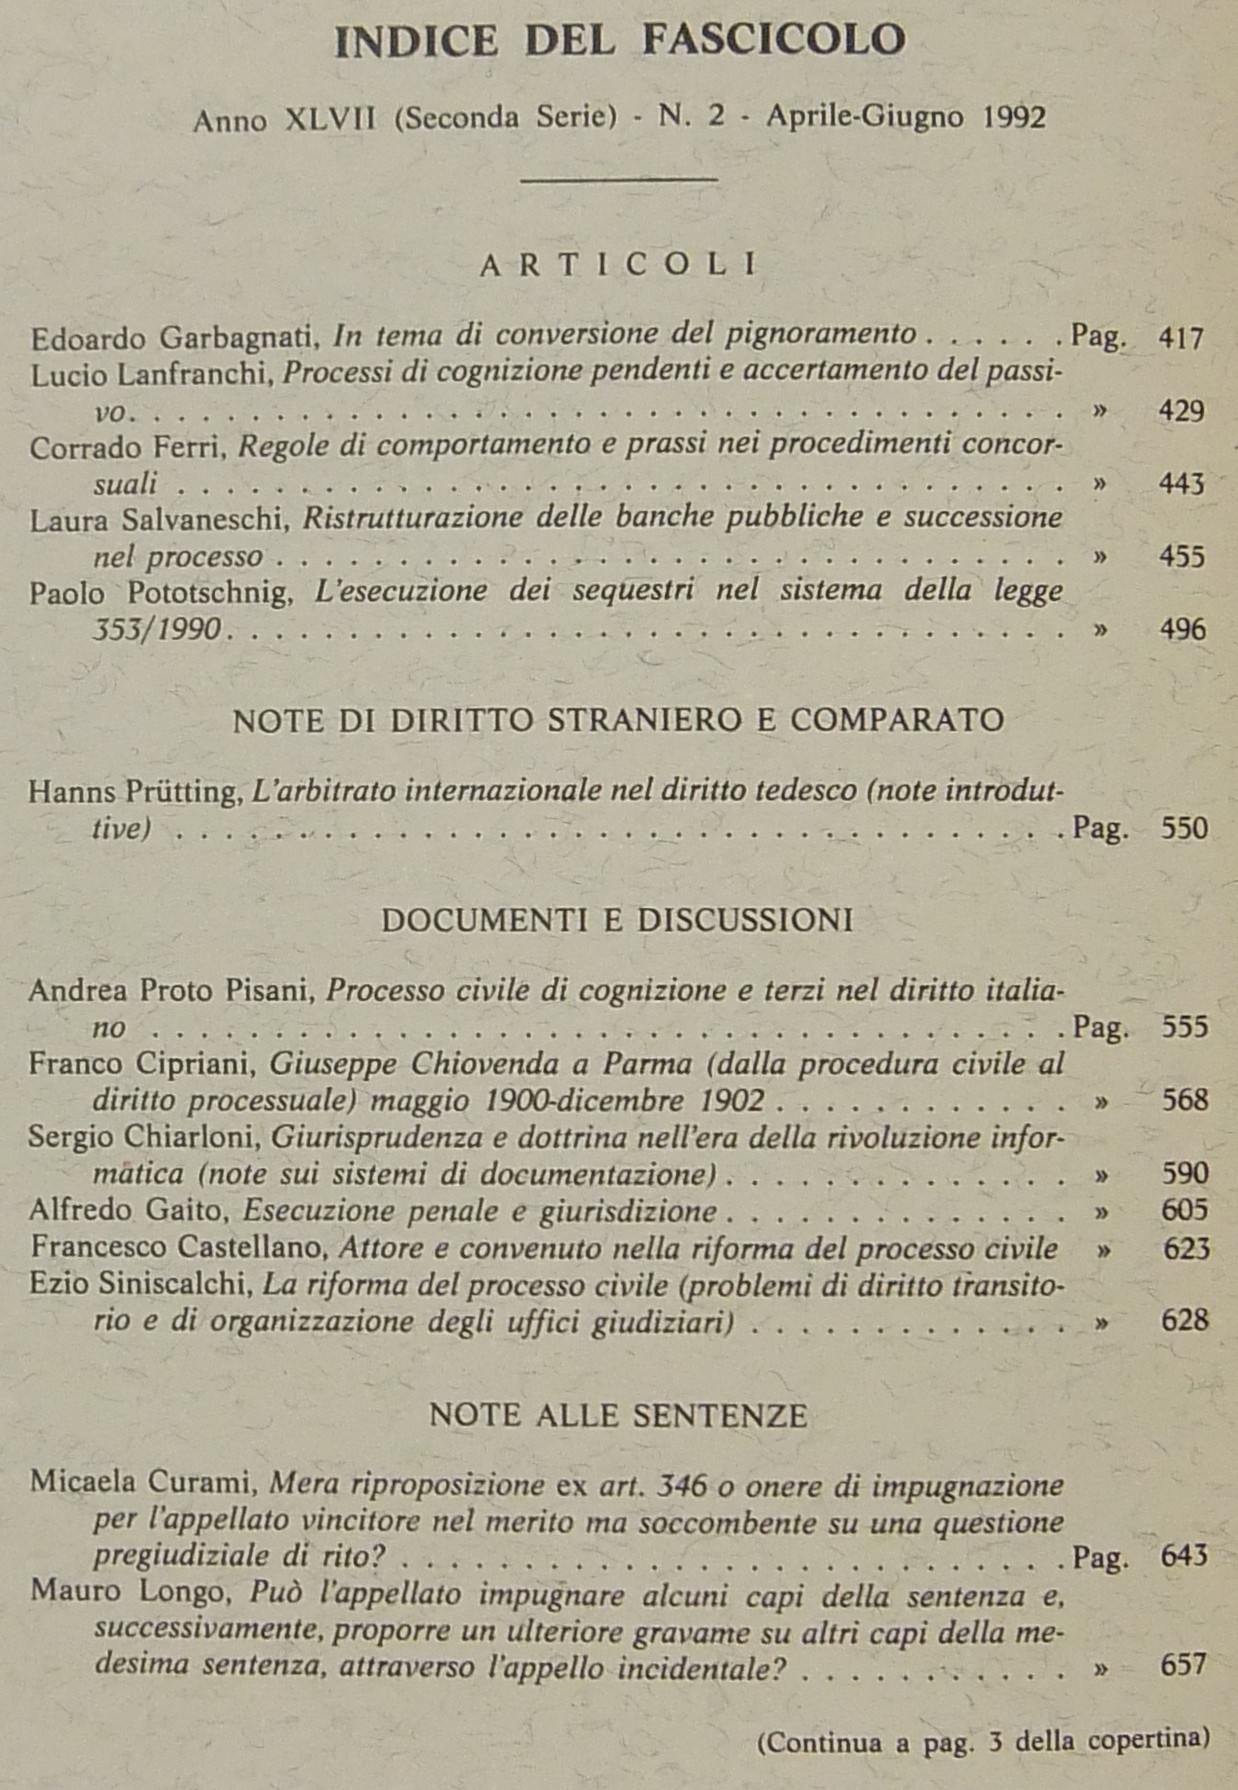 INDICE DEL FASCICOLO
Anno XLVII (Seconda Serie) - N. 2 - Aprile-Giugno 1992
ARTICOLI
Edoardo Garbagnati, In tema di conversione del pignoramento . . . . . . Pag. 417
Lucio Lanfranchi, Processi di cognizione pendenti e accertamento del passi-
vo. . . . . . . . . . . . . . . . . . . . . . . . . . . . . . . . . . . . . . . » 429
Corrado Ferri, Regole di comportamento e prassi nei procedimenti concor-
suali . . . . . . . . . . . . . . . . . . . . . . . . . . . . . . . . . . . . . » 443
Laura Salvaneschi, Ristrutturazione delle banche pubbliche e successione
nel processo . . . . . . . . . . . . . . . . . . . . . . . . . . . . . . . . . » 455
Paolo Pototschnig, L'esecuzione dei sequestri nel sistema della legge
353/1990. . . . . . . . . . . . . . . . . . . . . . . . . . . . . . . . . . . » 496
NOTE DI DIRITTO STRANIERO E COMPARATO
Hanns Prütting, L'arbitrato internazionale nel diritto tedesco (note introdut-
tive) . . . . . . . . . . . . . . . . . . . . . . . . . . . . . . . . . . . . . Pag. 550
DOCUMENTI E DISCUSSIONI
Andrea Proto Pisani, Processo civile di cognizione e terzi nel diritto italia-
no . . . . . . . . . . . . . . . . . . . . . . . . . . . . . . . . . . . . . . Pag. 555
Franco Cipriani, Giuseppe Chiovenda a Parma (dalla procedura civile al
diritto processuale) maggio 1900-dicembre 1902 . . . . . . . . . . . . » 568
Sergio Chiarloni, Giurisprudenza e dottrina nell'era della rivoluzione infor-
matica (note sui sistemi di documentazione) . . . . . . . . . . . . . . » 590
Alfredo Gaito, Esecuzione penale e giurisdizione . . . . . . . . . . . . . . » 605
Francesco Castellano, Attore e convenuto nella riforma del processo civile » 623
Ezio Siniscalchi, La riforma del processo civile (problemi di diritto transito-
rio e di organizzazione degli uffici giudiziari) . . . . . . . . . . . . . » 628
NOTE ALLE SENTENZE
Micaela Curami, Mera riproposizione ex art. 346 o onere di impugnazione
per l'appellato vincitore nel merito ma soccombente su una questione
pregiudiziale di rito? . . . . . . . . . . . . . . . . . . . . . . . . . . . Pag. 643
Mauro Longo, Può l'appellato impugnare alcuni capi della sentenza e,
successivamente, proporre un ulteriore gravame su altri capi della me-
desima sentenza, attraverso l'appello incidentale? . . . . . . . . . . . » 657
(Continua a pag. 3 della copertina)